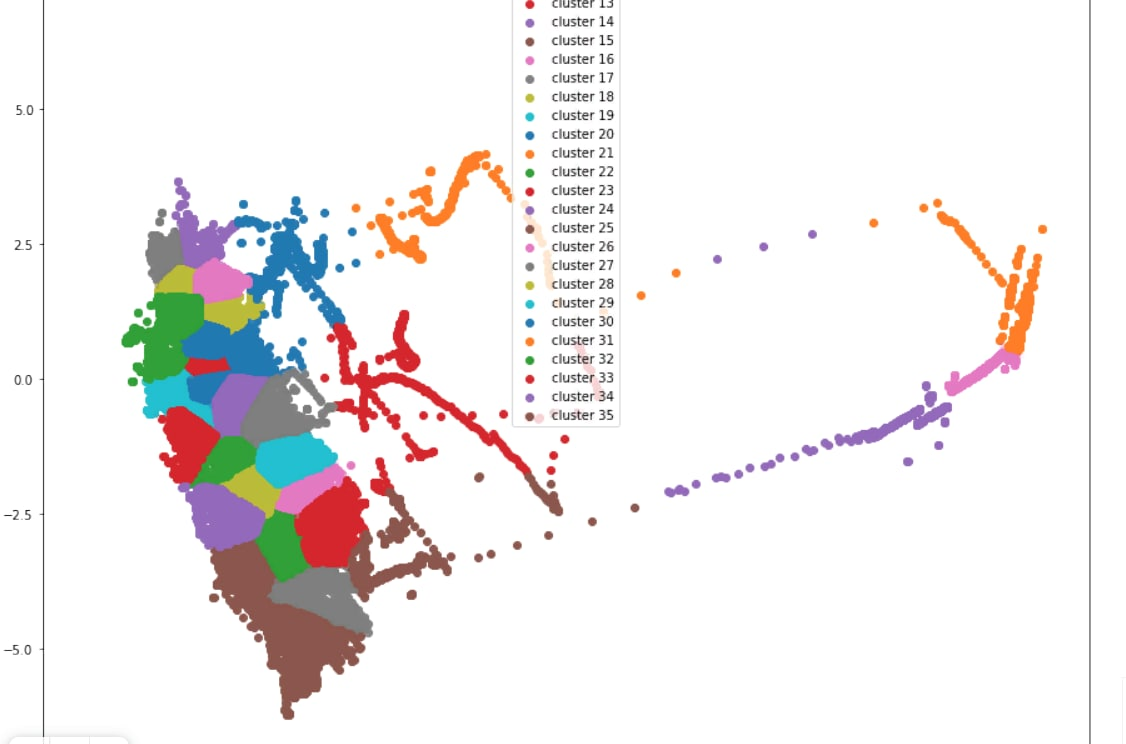 cluster 13
cluster 14
cluster 15
cluster 16
cluster 17
cluster 18
cluster 19
cluster 20
cluster 21
cluster 22
cluster 23
cluster 24
cluster 25
cluster 26
cluster 27
cluster 28
cluster 29
cluster 30
cluster 31
cluster 32
cluster 33
cluster 34
cluster 35
5.0
2.5
0.0
−2.5
−5.0